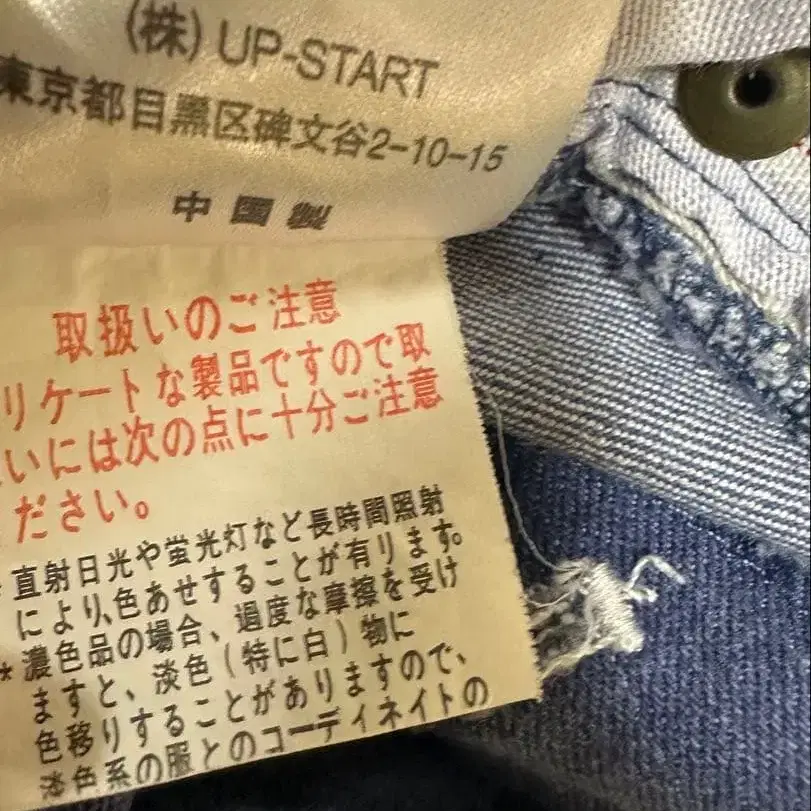 (株) UP-START
東京都目黒区碑文谷2-10-15
中国製
取扱いのご注意
リケートな製品ですので取
いには次の点に十分ご注意
ださい。
直射日光や蛍光灯など長時間照射
により、色あせすることが有ります。
* 濃色品の場合、過度な摩擦を受け
ますと、淡色(特に白)物に
色移りすることがありますので、
淡色系の服とのコーディネイトの